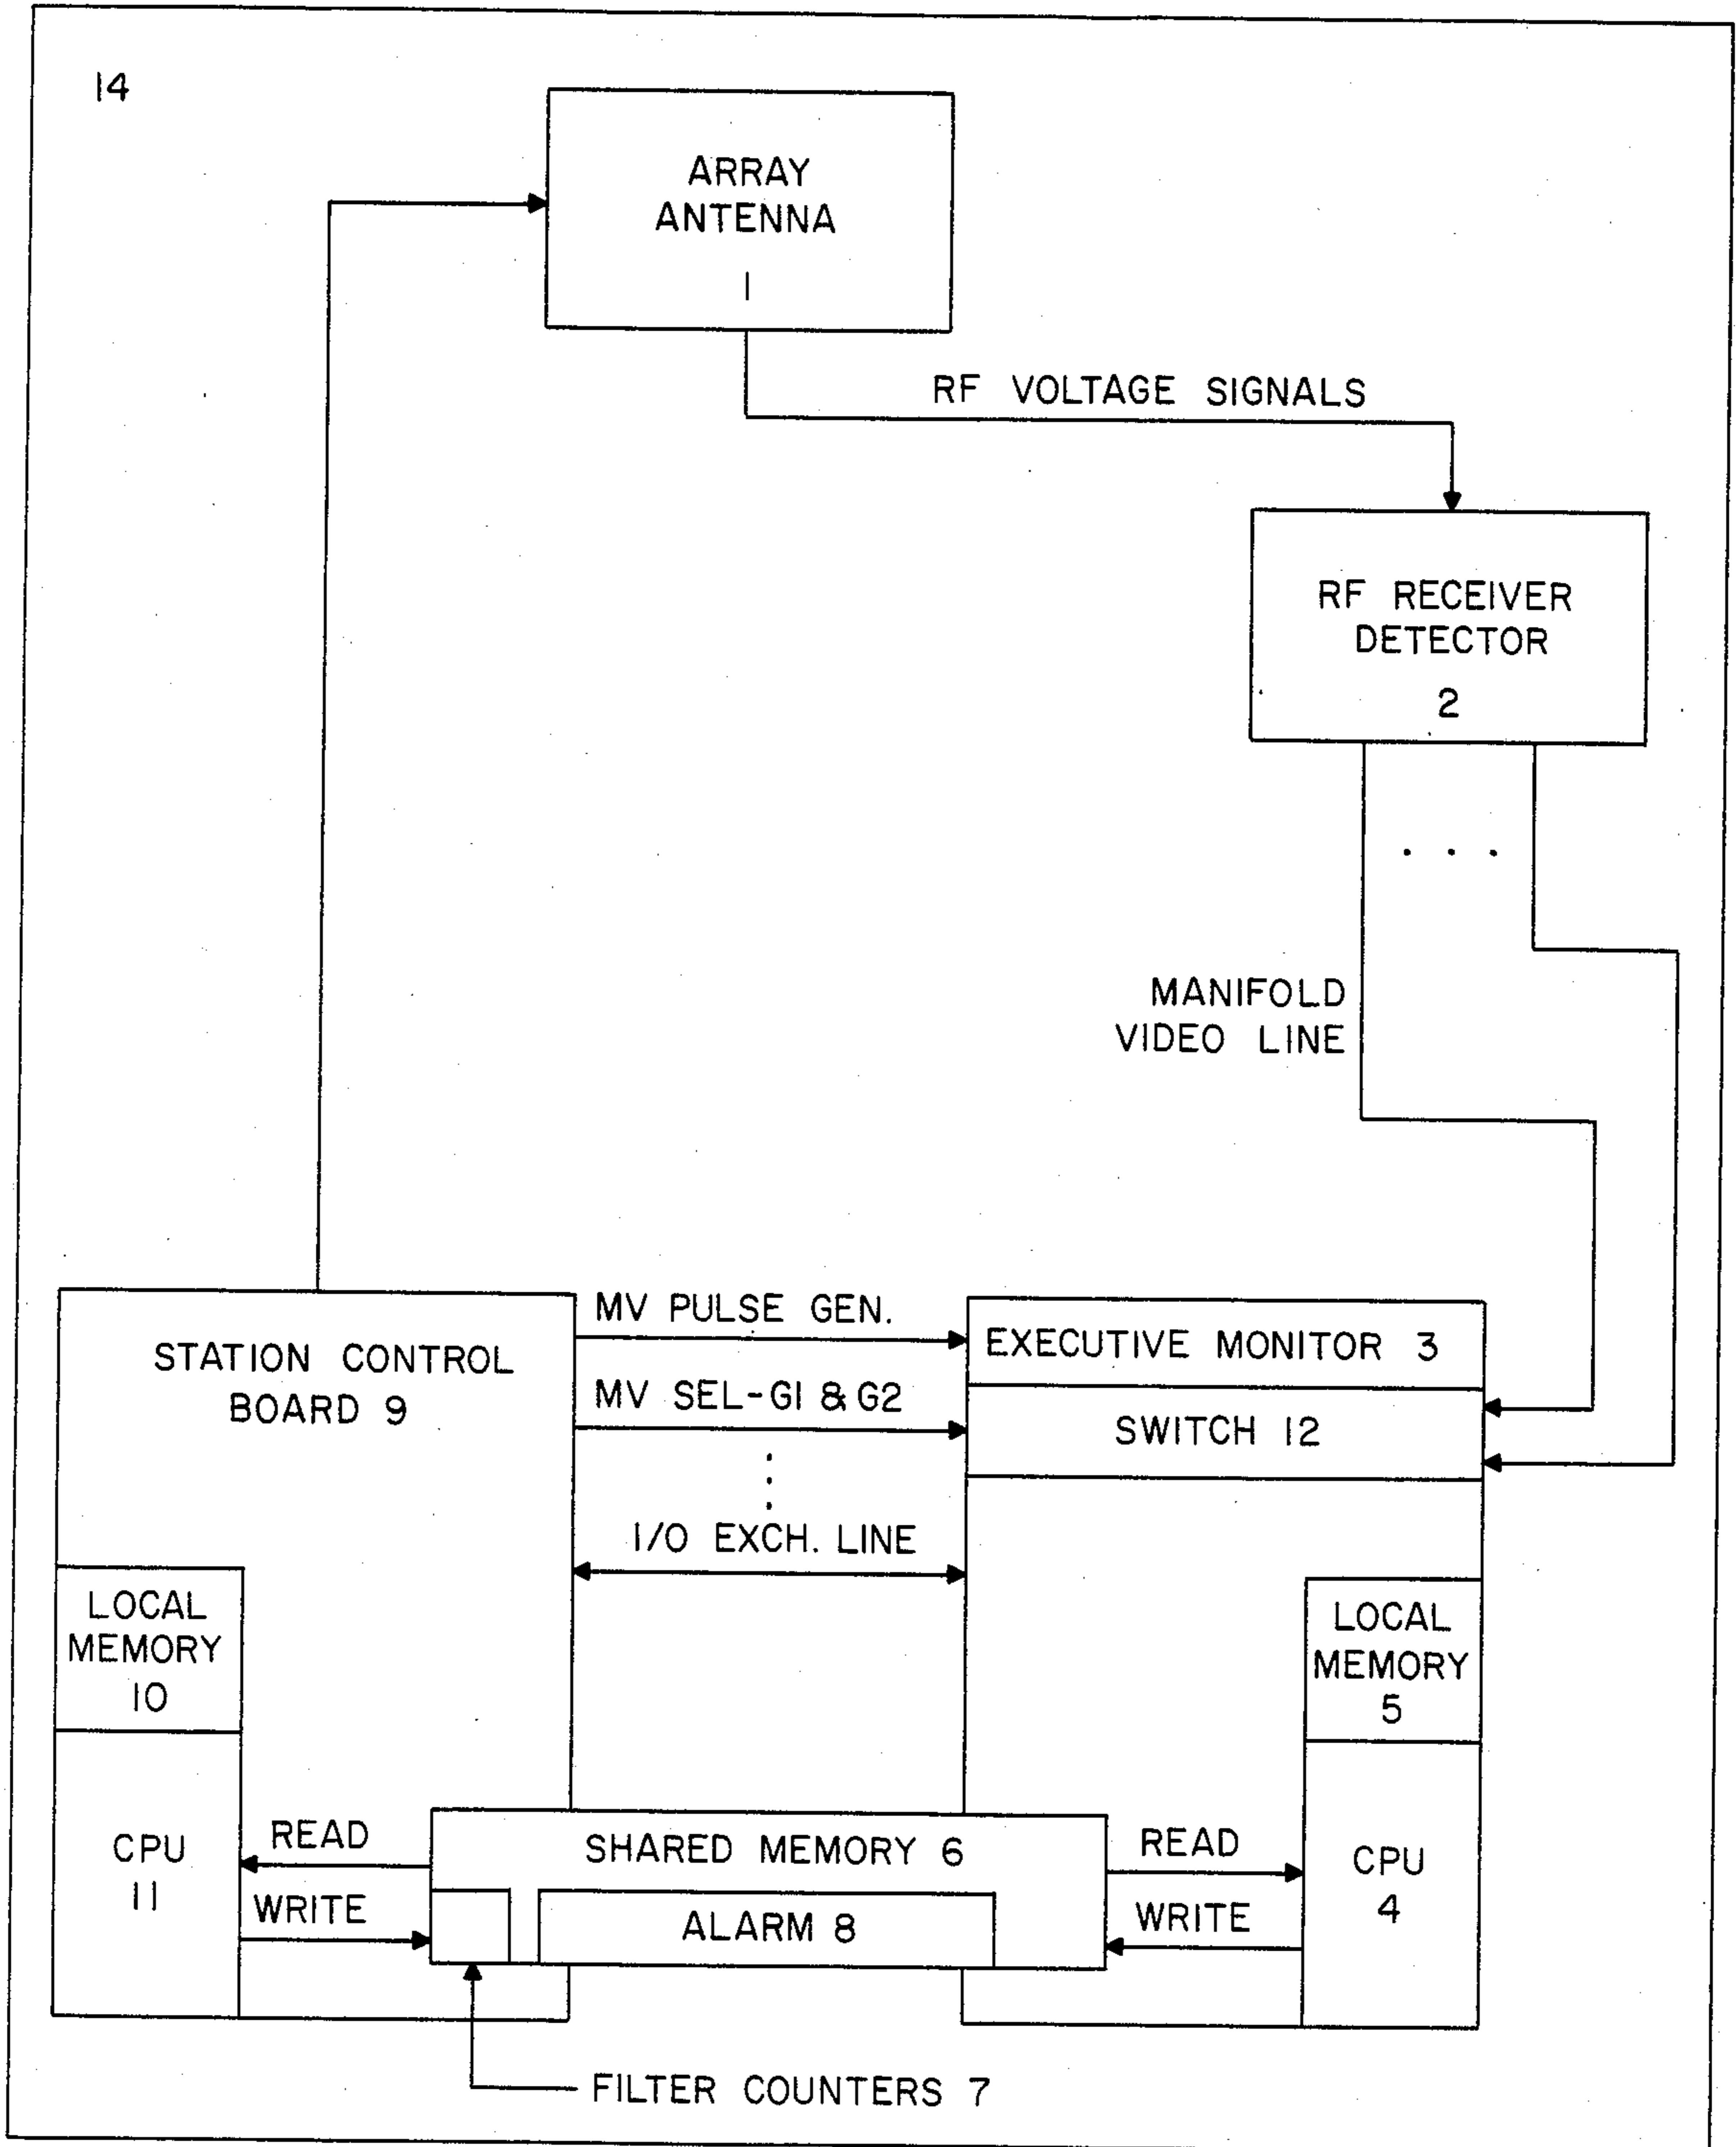 14
ARRAY
ANTENNA
1
RF VOLTAGE SIGNALS
RF RECEIVER
DETECTOR
2
MANIFOLD
VIDEO LINE
MV PULSE GEN.
EXECUTIVE MONITOR 3
STATION CONTROL
BOARD 9
MV SEL-G1 & G2
SWITCH 12
I/O EXCH. LINE
LOCAL
MEMORY
10
LOCAL
MEMORY
5
CPU
11
READ
WRITE
SHARED MEMORY 6
ALARM 8
READ
WRITE
CPU
4
FILTER COUNTERS 7